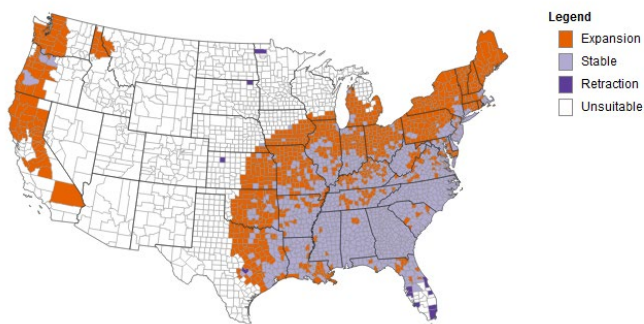 Legend
Expansion
Stable
Retraction
Unsuitable